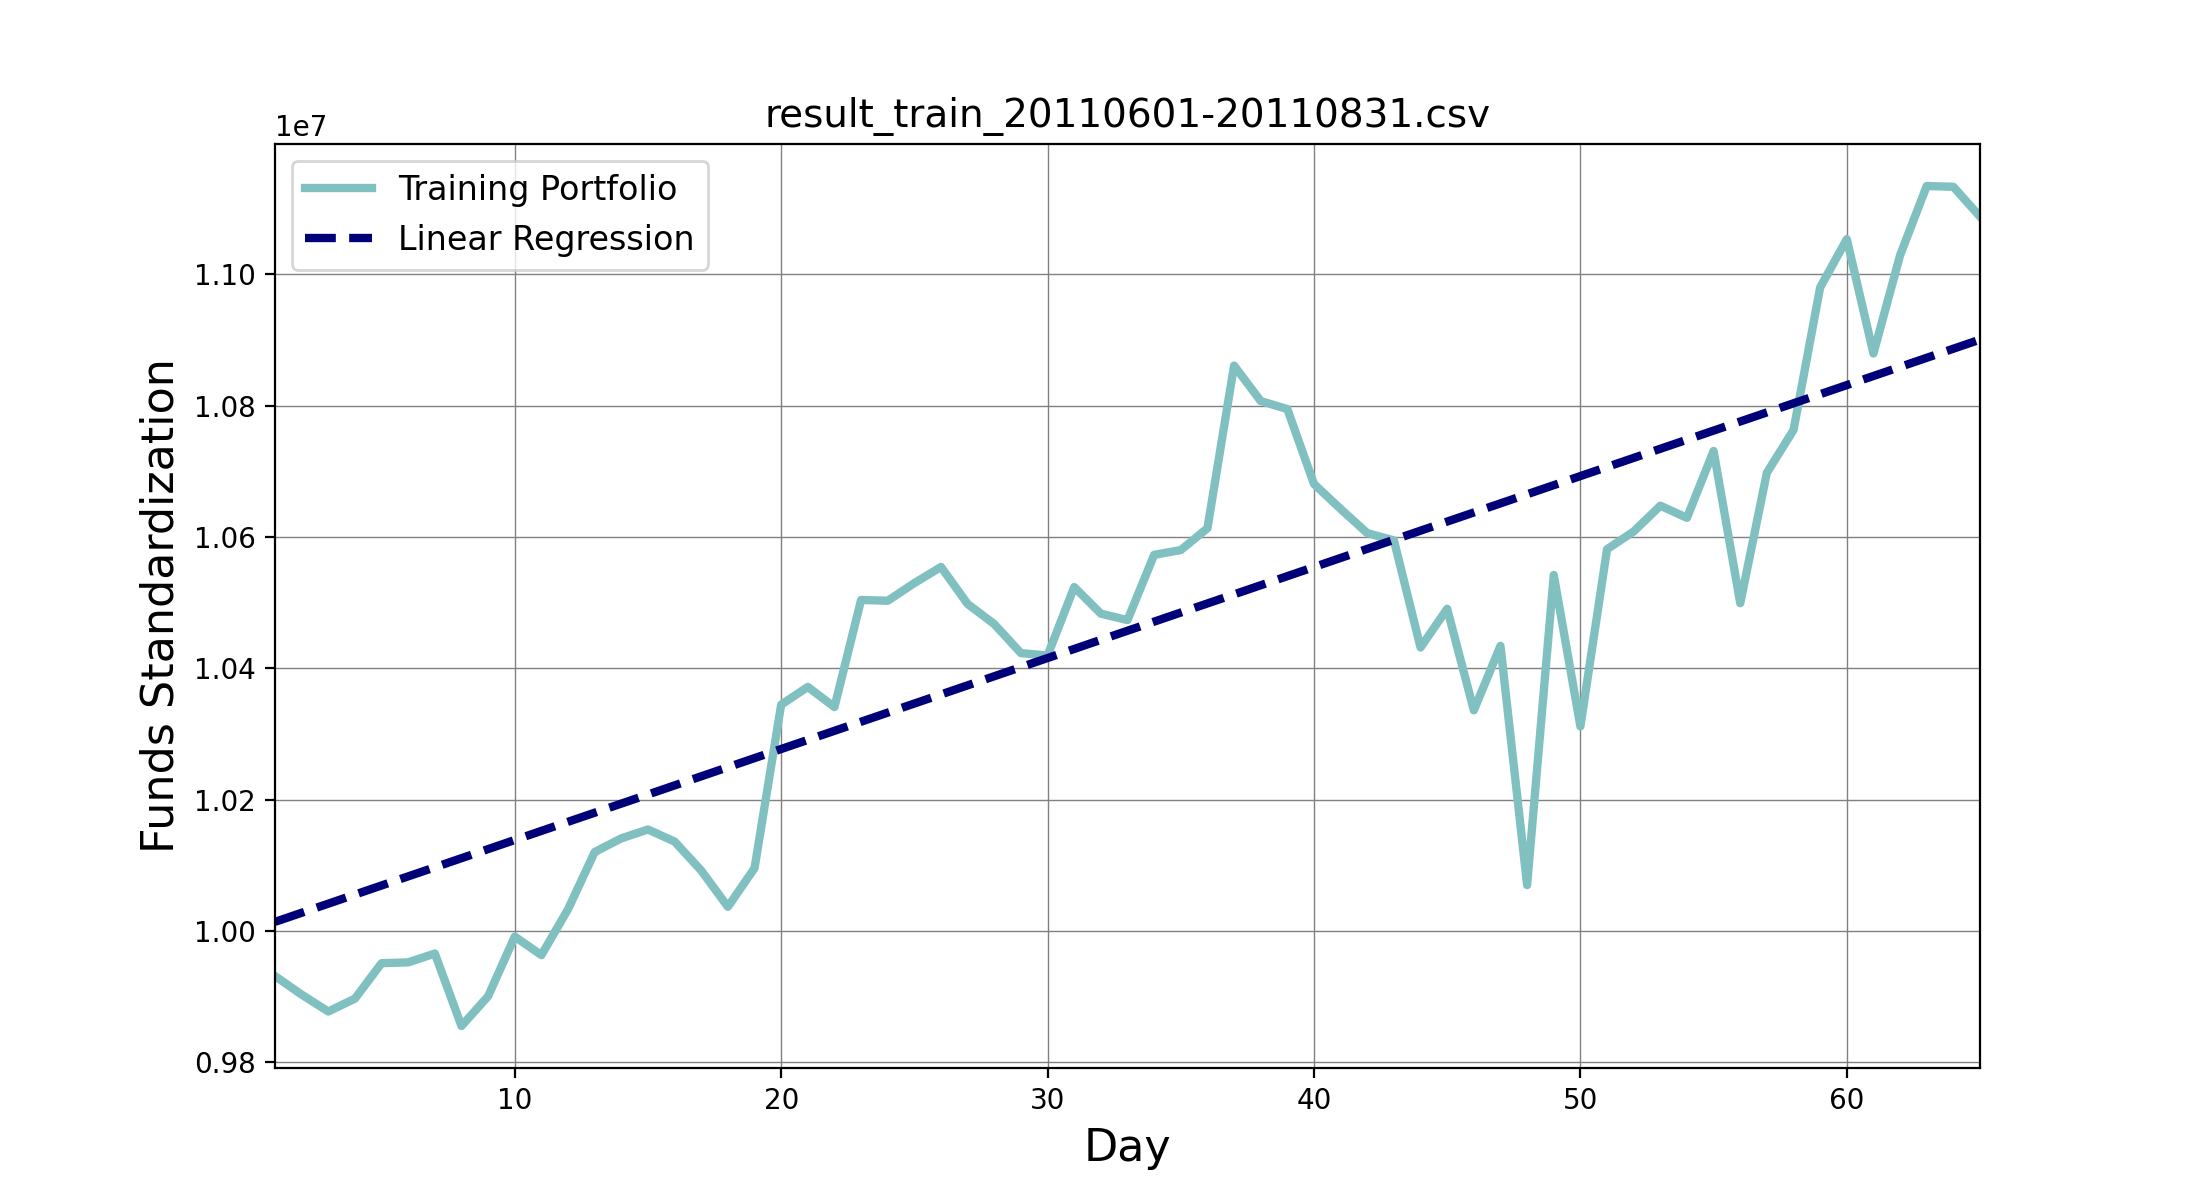 result_train_20110601-20110831.csv
1e7
Training Portfolio
Linear Regression
Funds Standardization
1.10
1.08
1.06
1.04
1.02
1.00
0.98
10 20 30 40 50 60
Day